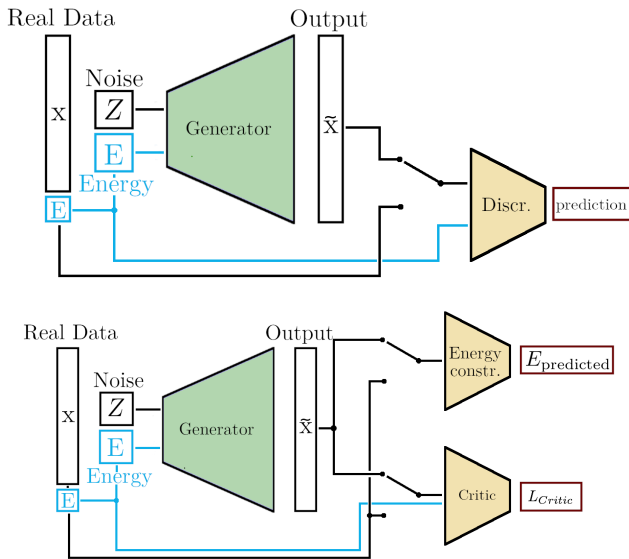 Real Data
Output
Noise
x
Z
Generator
x̃
E
Energy
E
Discr.
prediction
Real Data
Output
Noise
x
Z
Generator
x̃
E
Energy
E
Energy
constr.
E_predicted
Critic
L_Critic